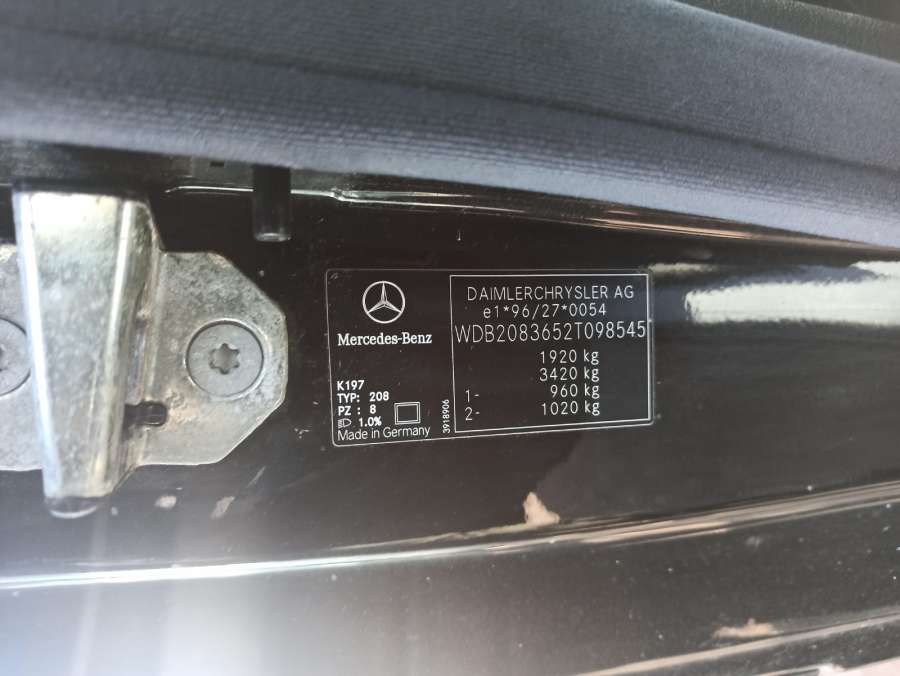 Mercedes-Benz
K197
TYP: 208
PZ : 8
1.0%
Made in Germany
3918906
DAIMLERCHRYSLER AG
e1*96/27*0054
WDB2083652T098545
1920 kg
3420 kg
1- 960 kg
2- 1020 kg